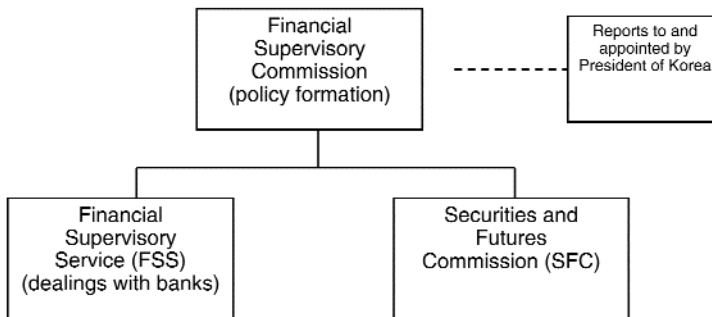 Financial
Supervisory
Commission
(policy formation)
Reports to and
appointed by
President of Korea
Financial
Supervisory
Service (FSS)
(dealings with banks)
Securities and
Futures
Commission (SFC)